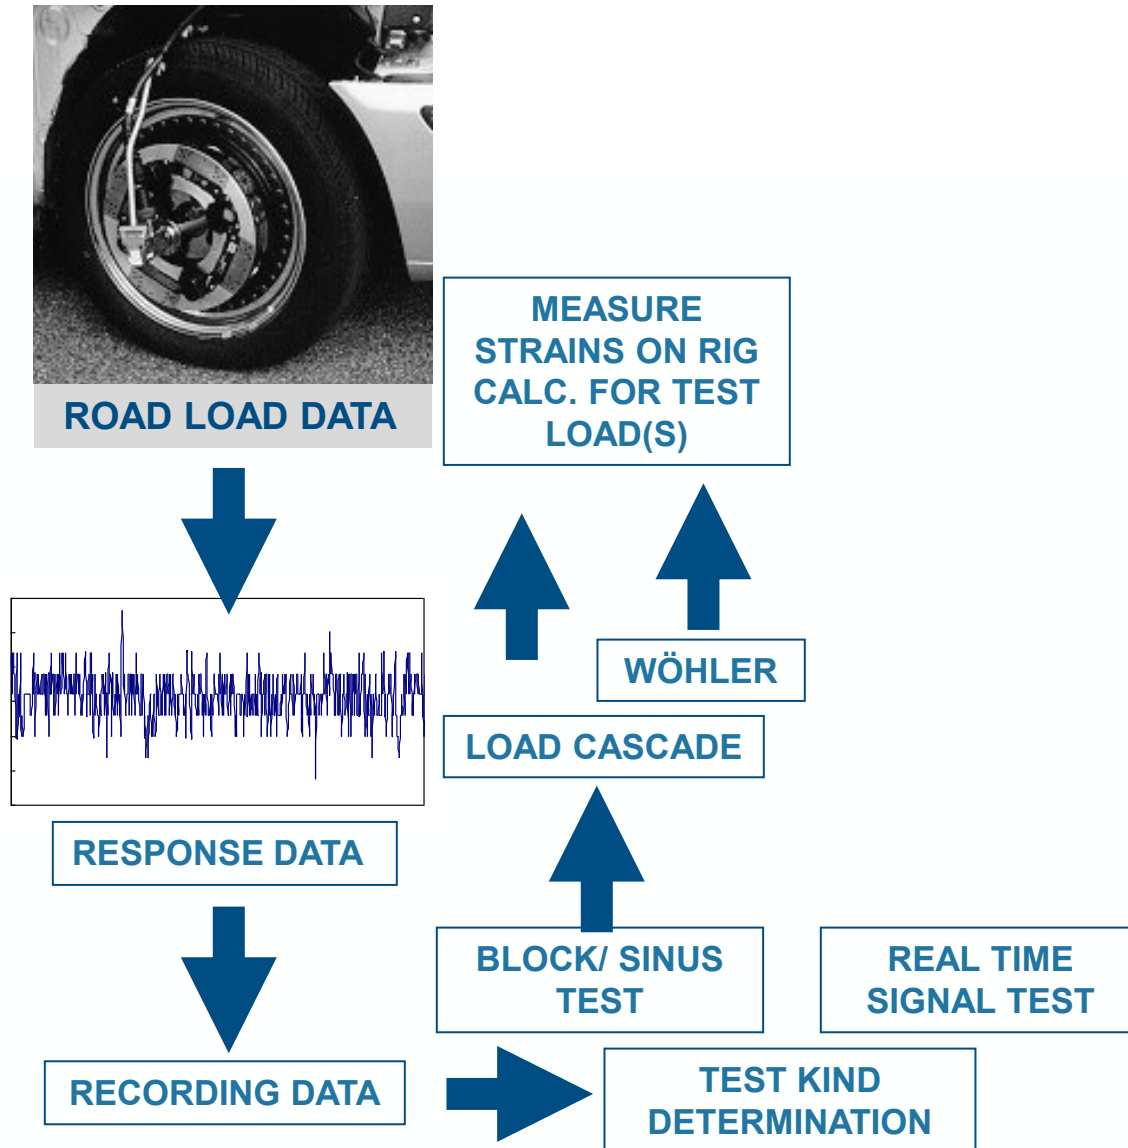 ROAD LOAD DATA
MEASURE
STRAINS ON RIG
CALC. FOR TEST
LOAD(S)
WÖHLER
LOAD CASCADE
RESPONSE DATA
BLOCK/ SINUS
TEST
REAL TIME
SIGNAL TEST
RECORDING DATA
TEST KIND
DETERMINATION